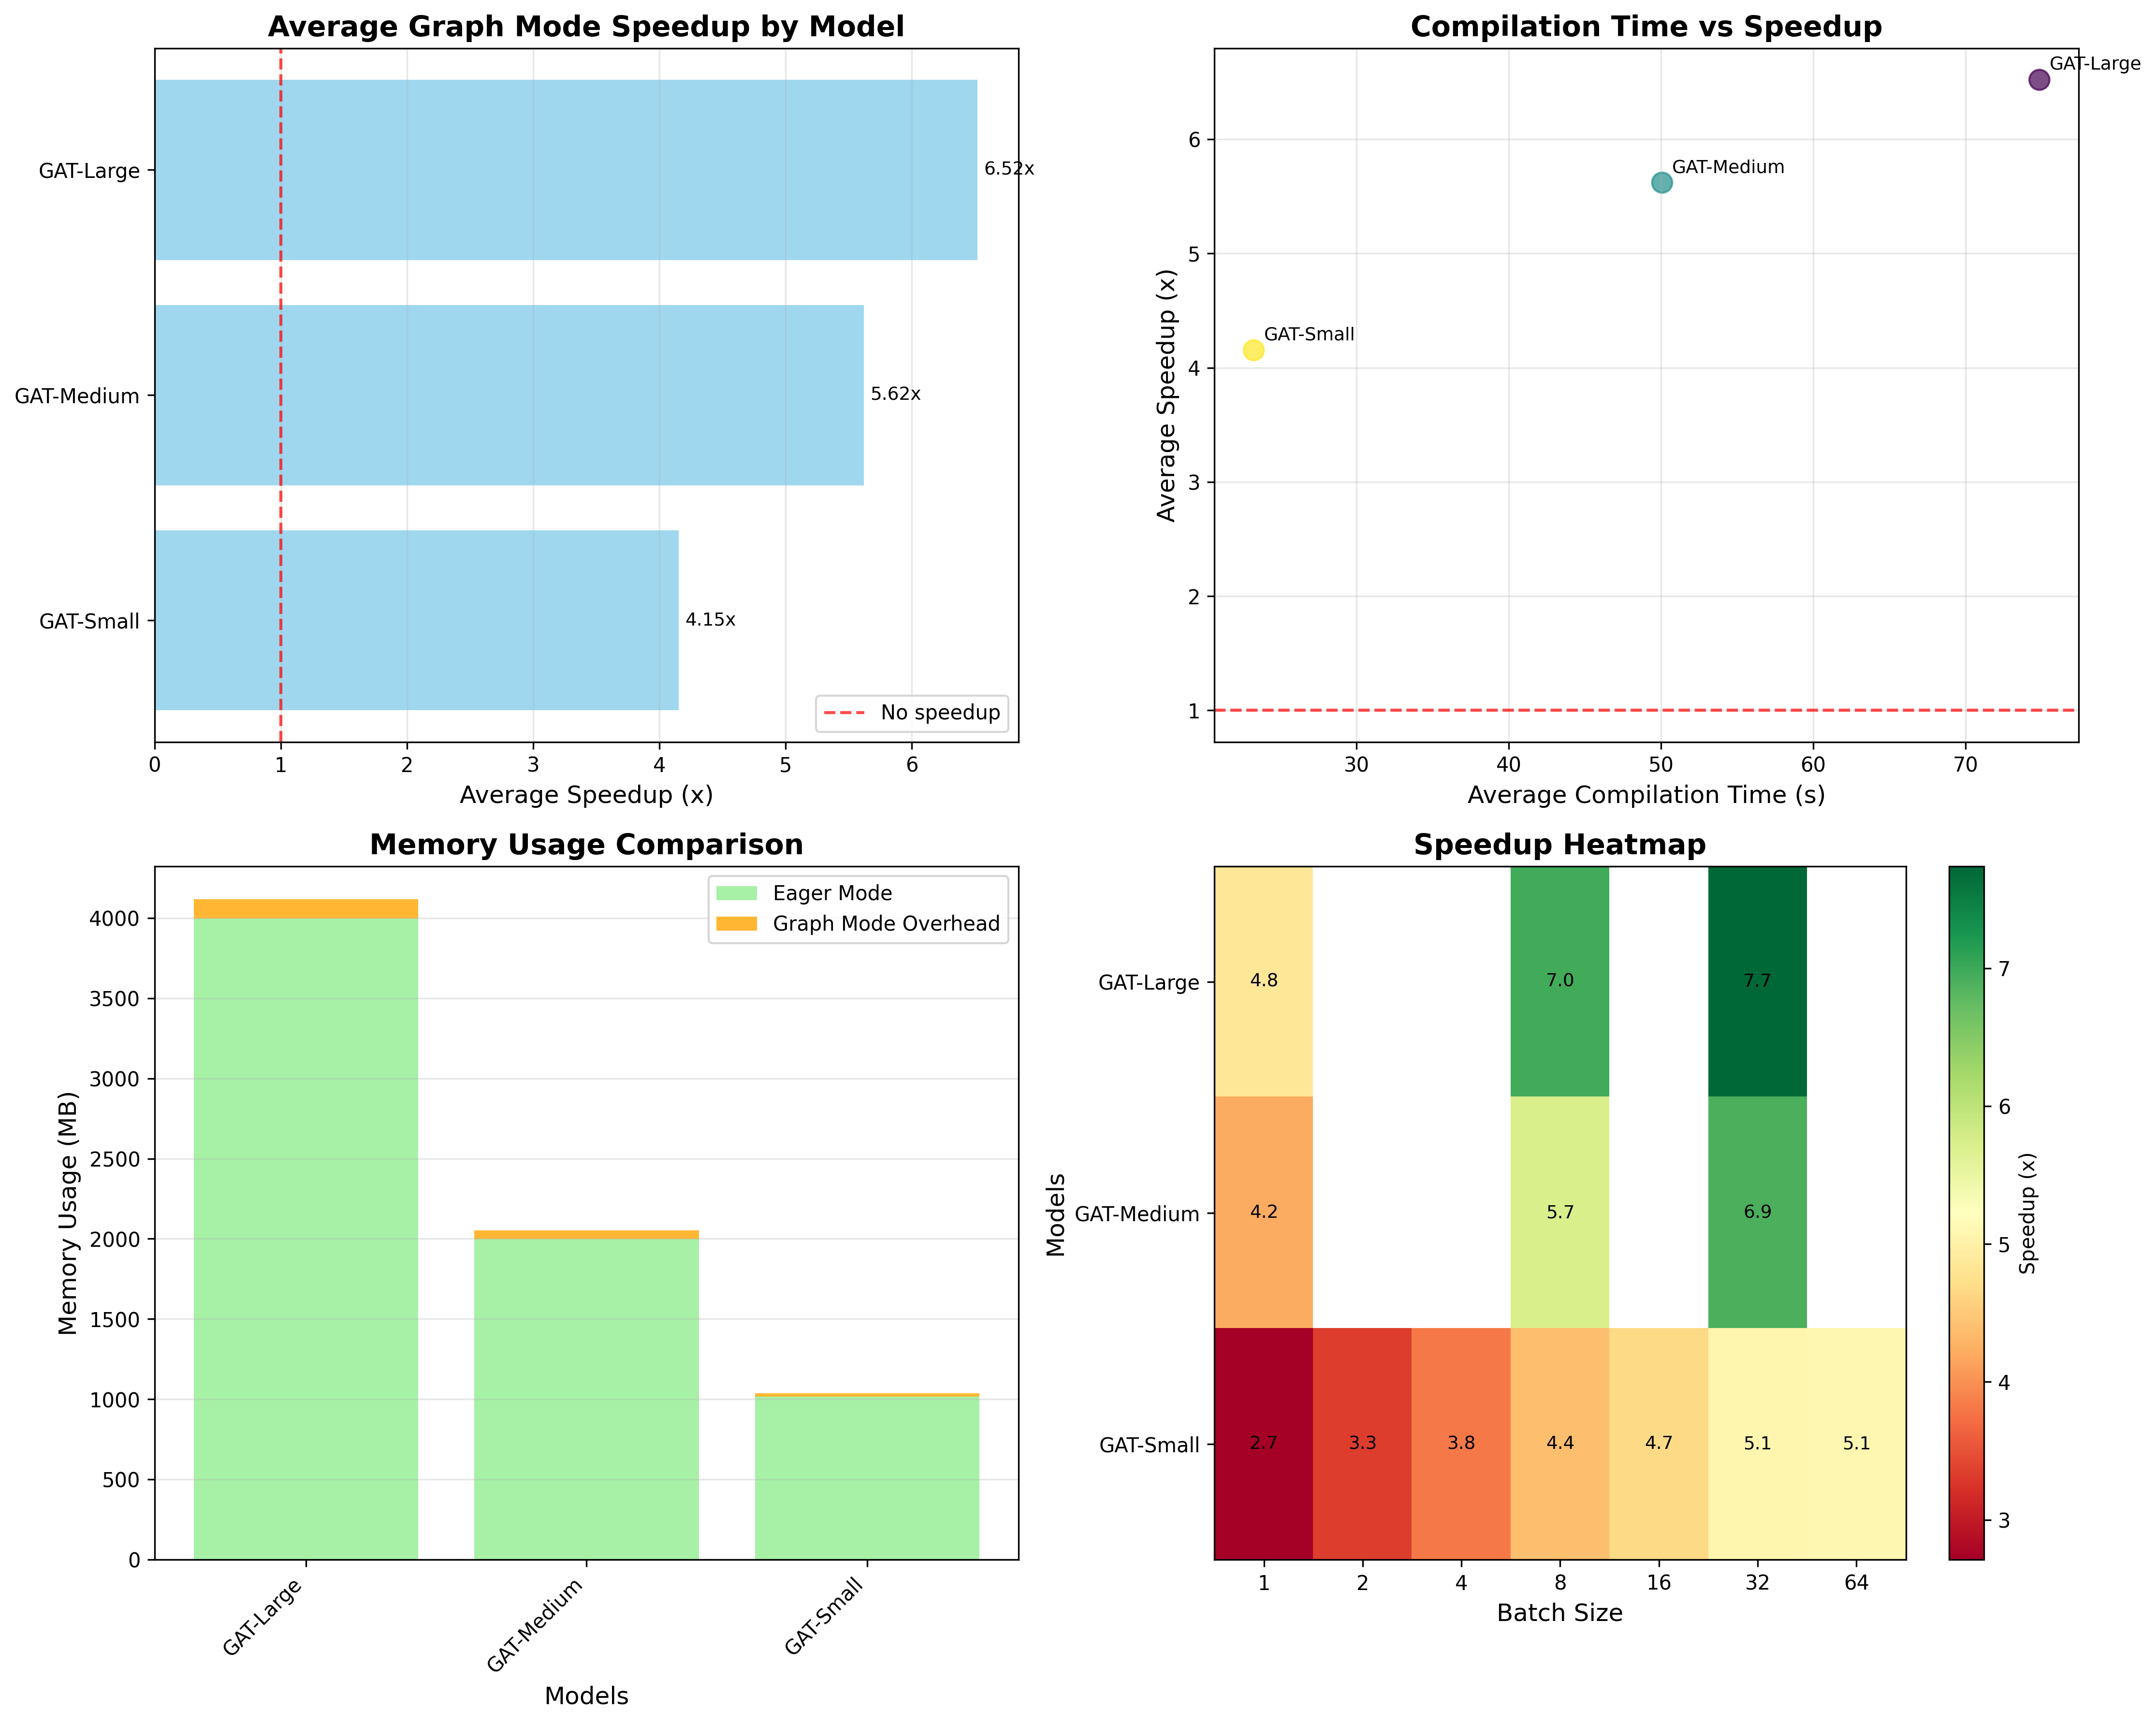 Average Graph Mode Speedup by Model
GAT-Large
GAT-Medium
GAT-Small
6.52x
5.62x
4.15x
No speedup
0 1 2 3 4 5 6
Average Speedup (x)
Compilation Time vs Speedup
Average Speedup (x)
6
5
4
3
2
1
GAT-Large
GAT-Medium
GAT-Small
30 40 50 60 70
Average Compilation Time (s)
Memory Usage Comparison
Memory Usage (MB)
4000
3500
3000
2500
2000
1500
1000
500
0
Eager Mode
Graph Mode Overhead
GAT-Large
GAT-Medium
GAT-Small
Models
Speedup Heatmap
Models
GAT-Large
4.8 7.0 7.7
GAT-Medium
4.2 5.7 6.9
GAT-Small
2.7 3.3 3.8 4.4 4.7 5.1 5.1
1 2 4 8 16 32 64
Batch Size
7
6
5
4
3
Speedup (x)